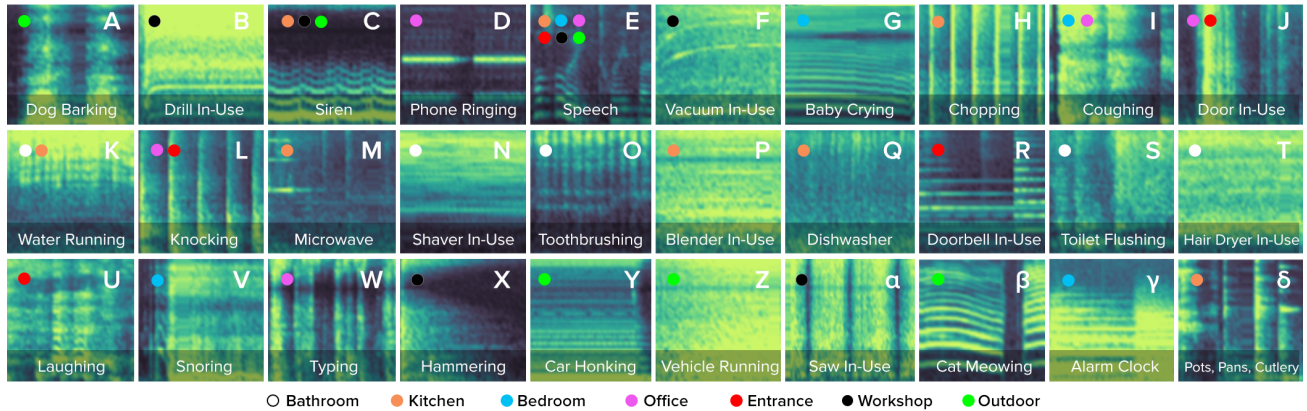 A B C D E F G H I J
Dog Barking Drill In-Use Siren Phone Ringing Speech Vacuum In-Use Baby Crying Chopping Coughing Door In-Use
K L M N O P Q R S T
Water Running Knocking Microwave Shaver In-Use Toothbrushing Blender In-Use Dishwasher Doorbell In-Use Toilet Flushing Hair Dryer In-Use
U V W X Y Z α β γ δ
Laughing Snoring Typing Hammering Car Honking Vehicle Running Saw In-Use Cat Meowing Alarm Clock Pots, Pans, Cutlery
Bathroom Kitchen Bedroom Office Entrance Workshop Outdoor